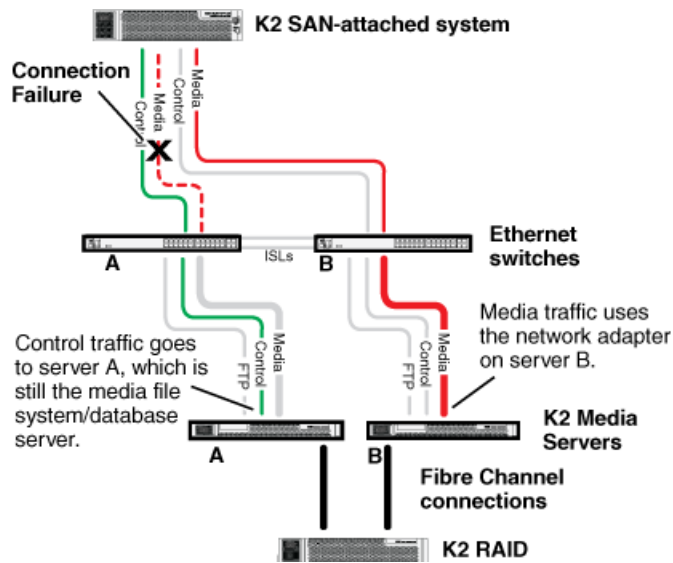 K2 SAN-attached system
Connection
Failure
Control
Media
Control
Media
Ethernet
switches
A
ISLs
B
Control traffic goes
to server A, which is
still the media file
system/database
server.
FTP
Control
Media
FTP
Control
Media
Media traffic uses
the network adapter
on server B.
K2 Media
Servers
A
B
Fibre Channel
connections
K2 RAID